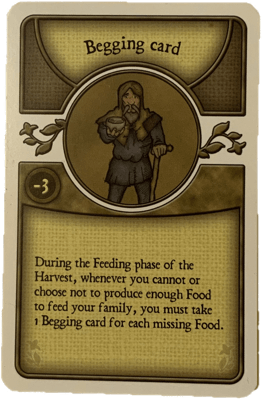 Begging card
-3
During the Feeding phase of the
Harvest, whenever you cannot or
choose not to produce enough Food
to feed your family, you must take
1 Begging card for each missing Food.